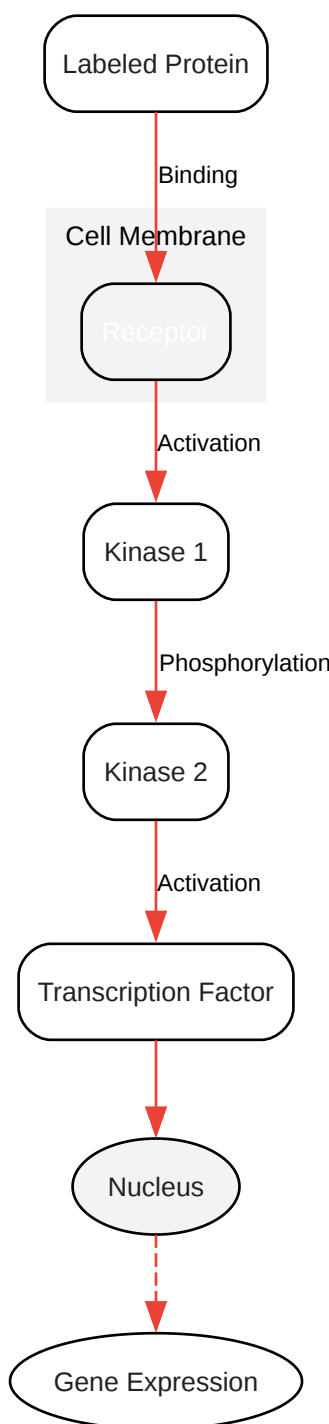 Labeled Protein
Binding
Cell Membrane
Receptor
Activation
Kinase 1
Phosphorylation
Kinase 2
Activation
Transcription Factor
Nucleus
Gene Expression